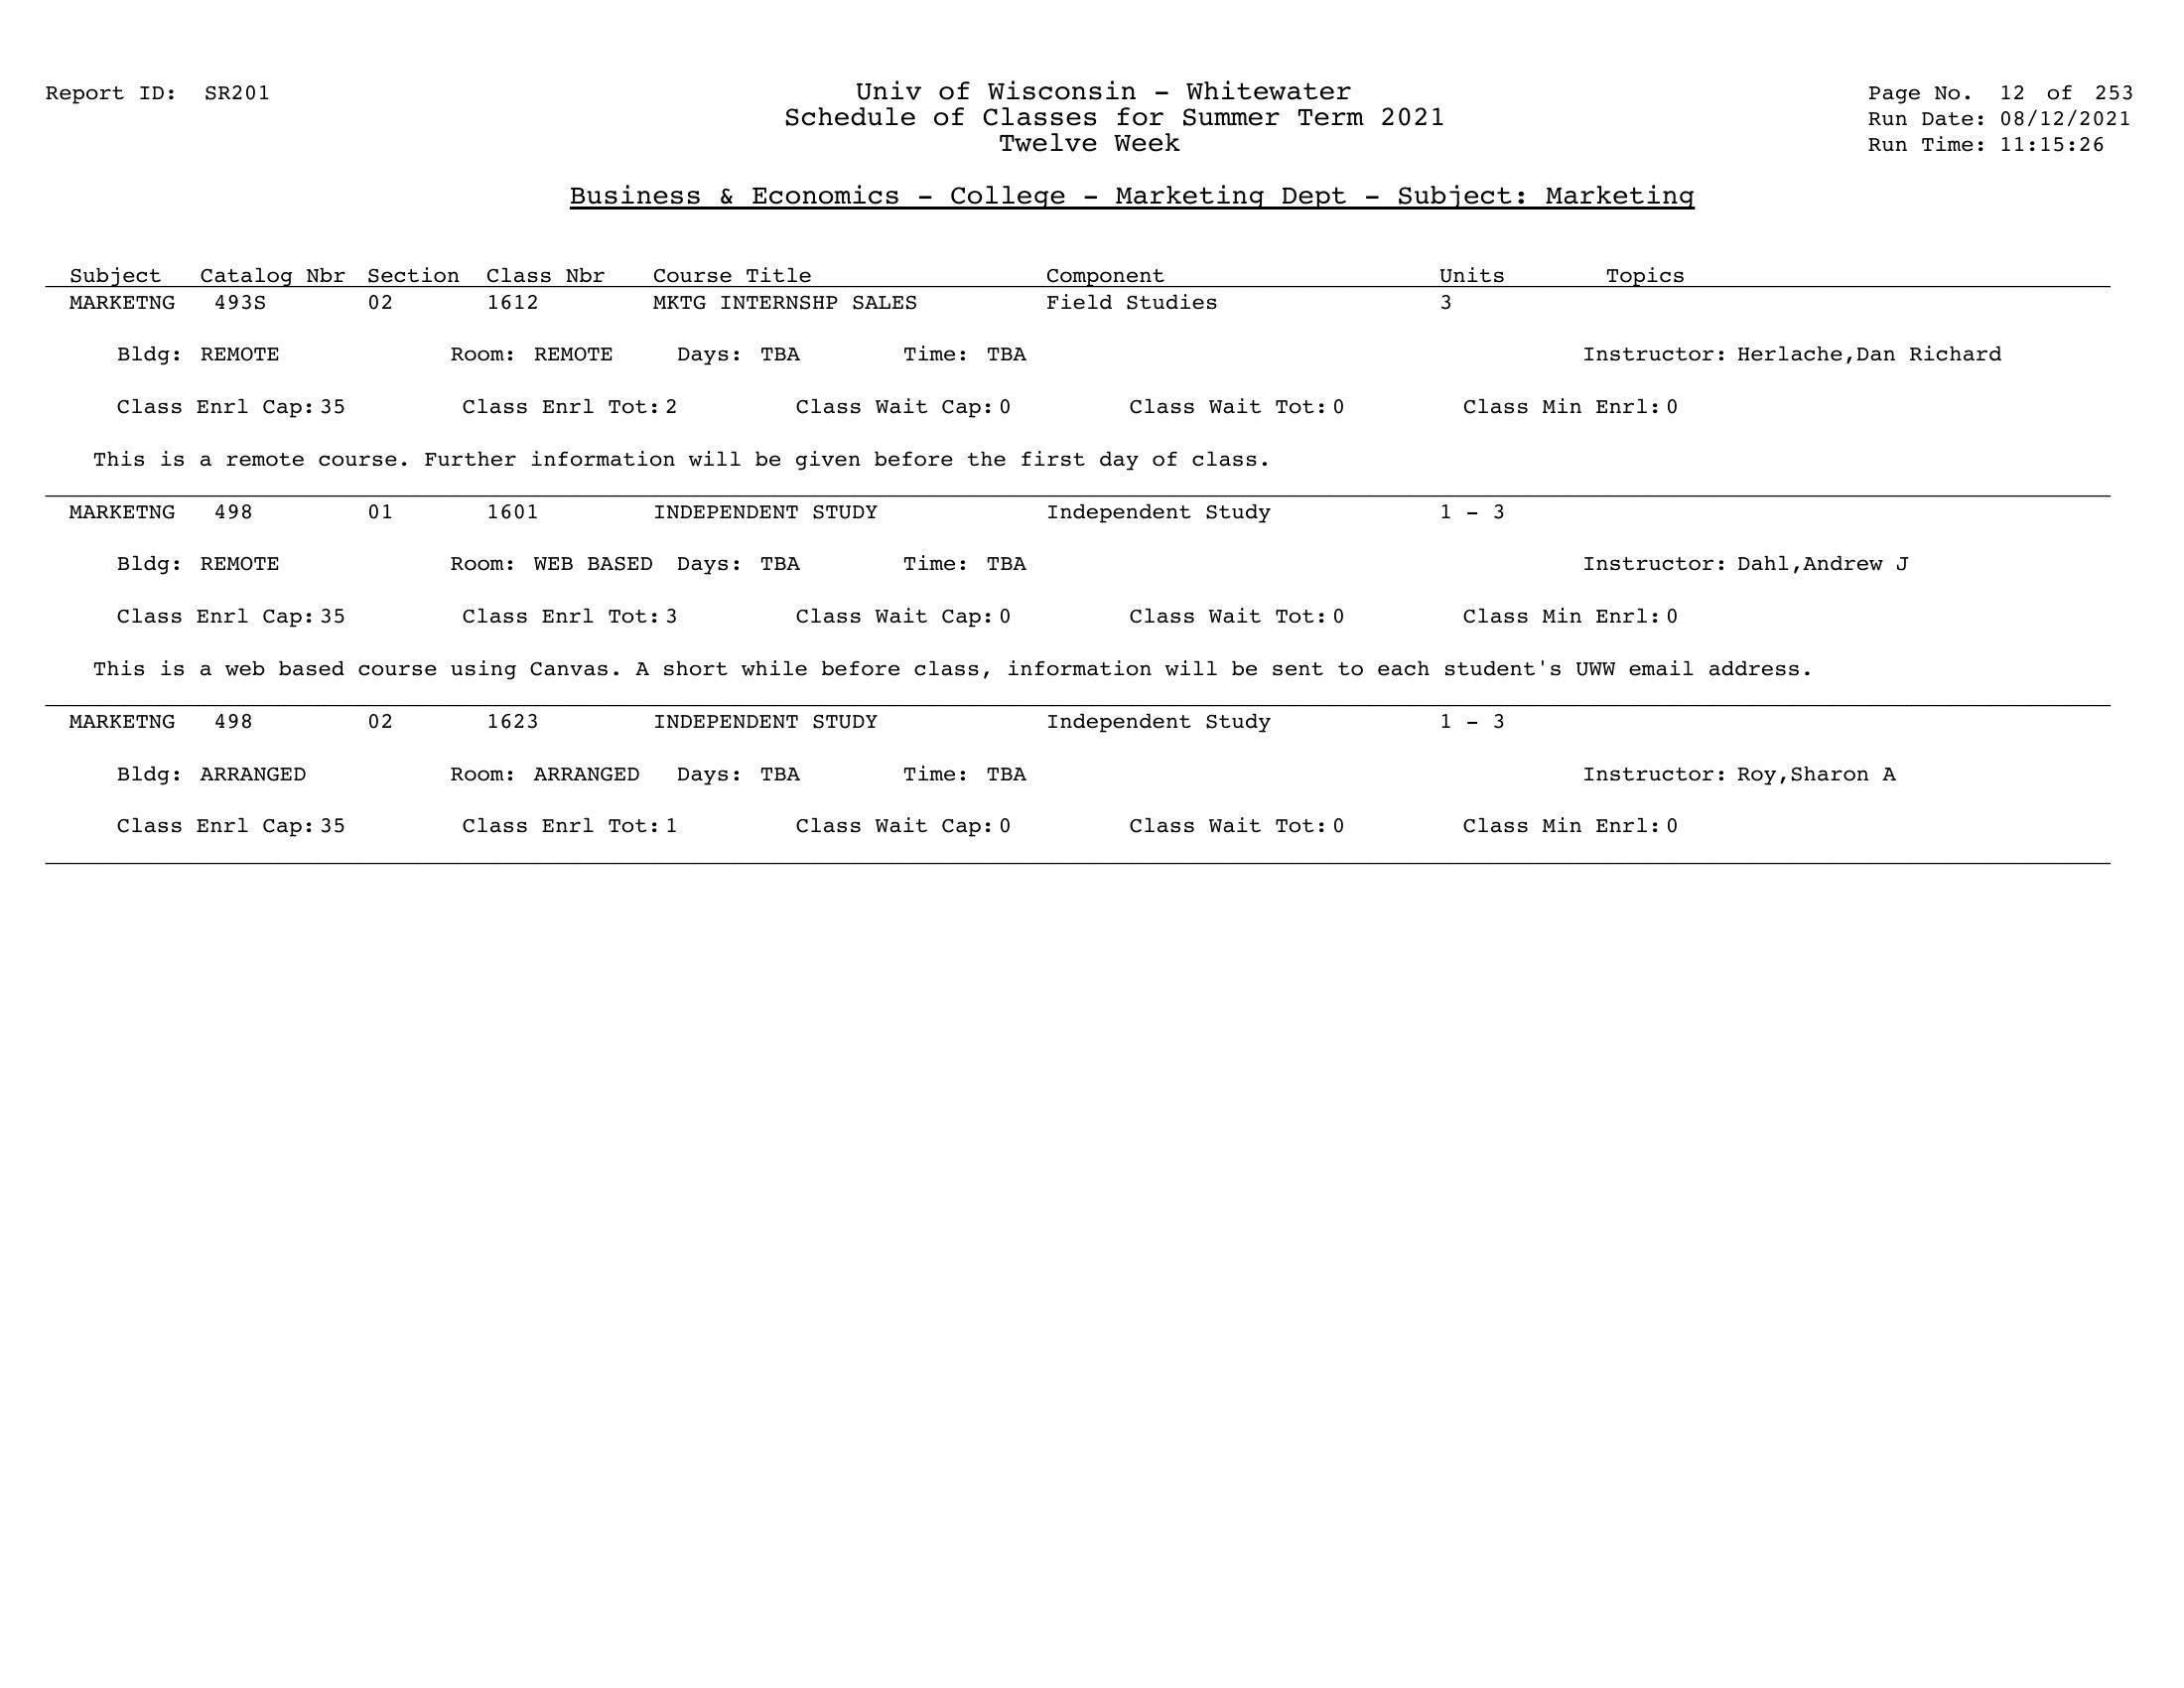 Report ID: SR201
Univ of Wisconsin - Whitewater
Page No. 12 of 253
Schedule of Classes for Summer Term 2021
Run Date: 08/12/2021
Twelve Week
Run Time: 11:15:26
Business & Economics - College - Marketing Dept - Subject: Marketing
Subject Catalog Nbr Section Class Nbr Course Title Component Units Topics
MARKETNG 493S 02 1612 MKTG INTERNSHP SALES Field Studies 3
Bldg: REMOTE Room: REMOTE Days: TBA Time: TBA Instructor: Herlache,Dan Richard
Class Enrl Cap: 35 Class Enrl Tot: 2 Class Wait Cap: 0 Class Wait Tot: 0 Class Min Enrl: 0
This is a remote course. Further information will be given before the first day of class.
MARKETNG 498 01 1601 INDEPENDENT STUDY Independent Study 1 - 3
Bldg: REMOTE Room: WEB BASED Days: TBA Time: TBA Instructor: Dahl,Andrew J
Class Enrl Cap: 35 Class Enrl Tot: 3 Class Wait Cap: 0 Class Wait Tot: 0 Class Min Enrl: 0
This is a web based course using Canvas. A short while before class, information will be sent to each student's UWW email address.
MARKETNG 498 02 1623 INDEPENDENT STUDY Independent Study 1 - 3
Bldg: ARRANGED Room: ARRANGED Days: TBA Time: TBA Instructor: Roy,Sharon A
Class Enrl Cap: 35 Class Enrl Tot: 1 Class Wait Cap: 0 Class Wait Tot: 0 Class Min Enrl: 0